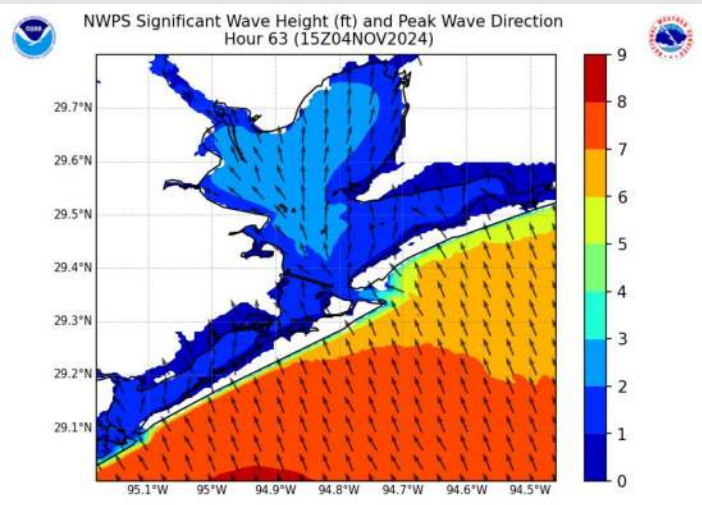 NWPS Significant Wave Height (ft) and Peak Wave Direction
Hour 63 (15Z04NOV2024)
NOAA
9
8
7
6
5
4
3
2
1
0
29.7°N
29.6°N
29.5°N
29.4°N
29.3°N
29.2°N
29.1°N
95.1°W 95°W 94.9°W 94.8°W 94.7°W 94.6°W 94.5°W